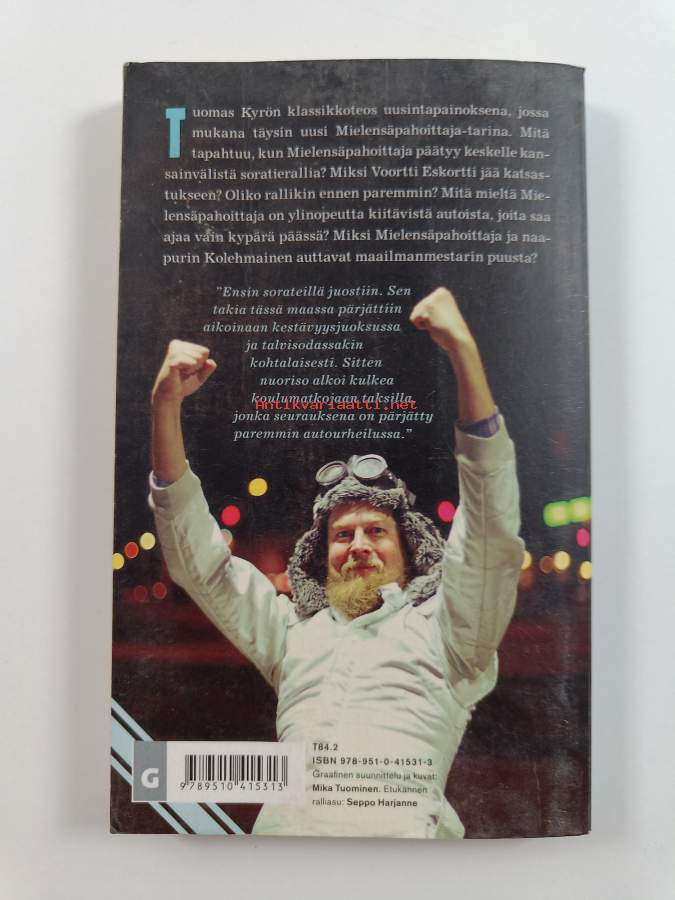 Tuomas Kyrön klassikkoteos uusintapainoksena, jossa
mukana täysin uusi Mielensäpahoittaja-tarina. Mitä
tapahtuu, kun Mielensäpahoittaja päätyy keskelle kan-
sainvälistä soratierallia? Miksi Voortti Eskortti jää katsas-
tukseen? Oliko rallikin ennen paremmin? Mitä mieltä Mie-
lensäpahoittaja on ylinopeutta kiitävistä autoista, joita saa
ajaa vain kypärä päässä? Miksi Mielensäpahoittaja ja naa-
purin Kolehmainen auttavat maailmanmestarin puusta?
”Ensin sorateillä juostiin. Sen
takia tässä maassa pärjättiin
aikoinaan kestävyysjuoksussa
ja talvisodassakin
kohtalaisesti. Sitten
nuoriso alkoi kulkea
koulumatkojaan taksilla,
Antikvariaatti.net
jonka seurauksena on pärjätty
paremmin autourheilussa.”
T84.2
ISBN 978-951-0-41531-3
Graafinen suunnittelu ja kuvat:
Mika Tuominen. Etukannen
ralliasu: Seppo Harjanne
G
9789510415313